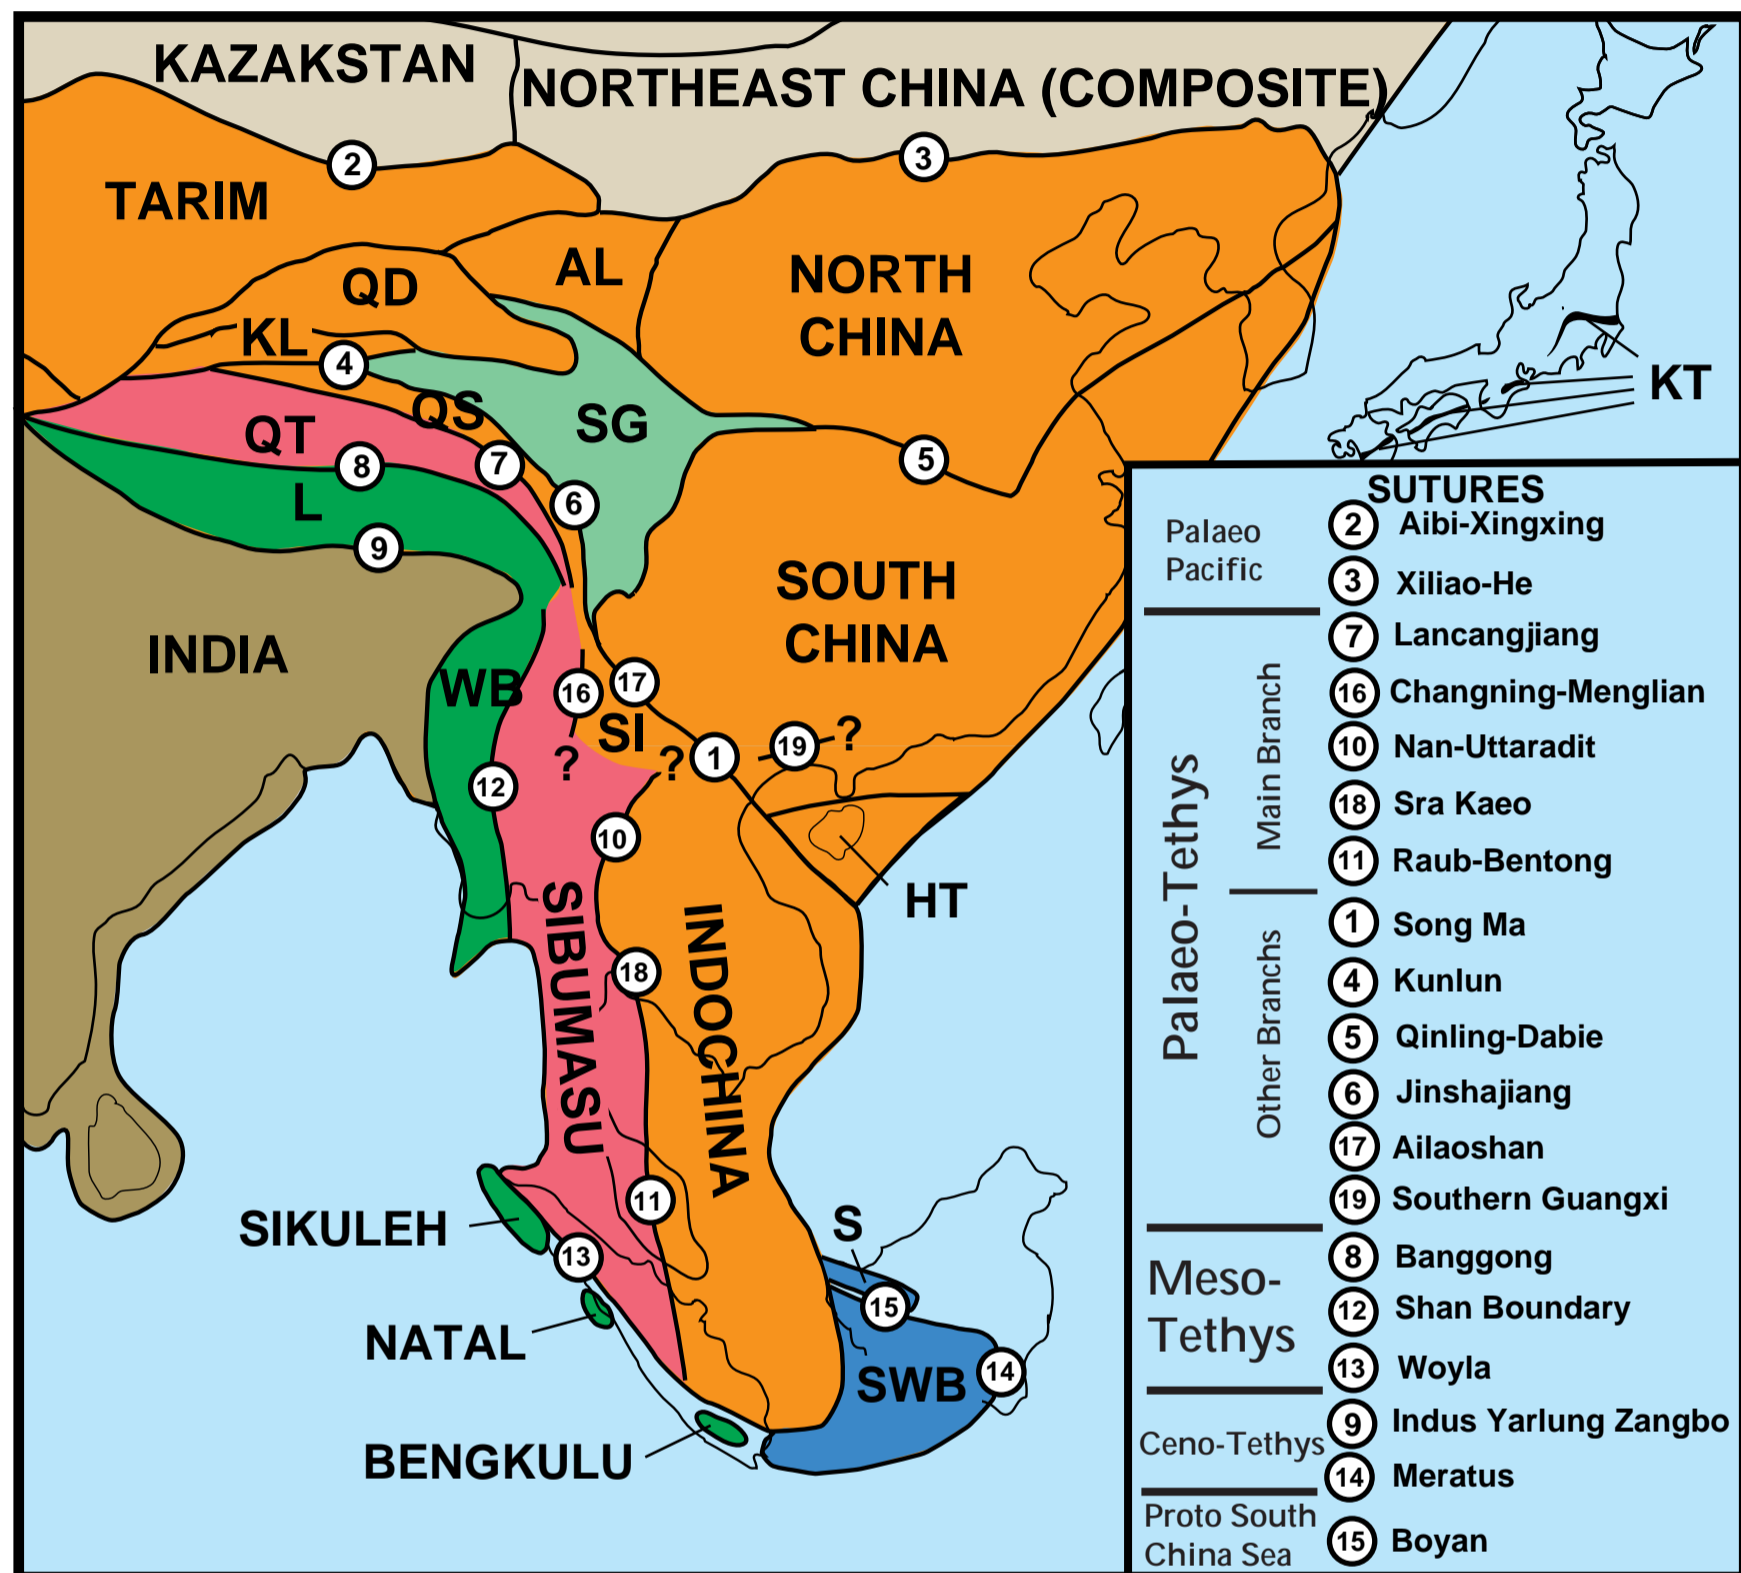 KAZAKSTAN
NORTHEAST CHINA (COMPOSITE)
2
3
TARIM
AL
QD
NORTH
CHINA
KL
4
KT
QS
SG
QT
8
7
5
L
6
9
SOUTH
CHINA
INDIA
WB
16
17
SI
?
?
1
19
?
12
10
HT
SIBUMASU
INDOCHINA
18
11
SIKULEH
S
13
15
NATAL
SWB
14
BENGKULU
SUTURES
Palaeo
Pacific
2 Aibi-Xingxing
3 Xiliao-He
Palaeo-Tethys
Main Branch
7 Lancangjiang
16 Changning-Menglian
10 Nan-Uttaradit
18 Sra Kaeo
11 Raub-Bentong
Other Branchs
1 Song Ma
4 Kunlun
5 Qinling-Dabie
6 Jinshajiang
17 Ailaoshan
19 Southern Guangxi
Meso-
Tethys
8 Banggong
12 Shan Boundary
13 Woyla
Ceno-Tethys
9 Indus Yarlung Zangbo
14 Meratus
Proto South
China Sea
15 Boyan